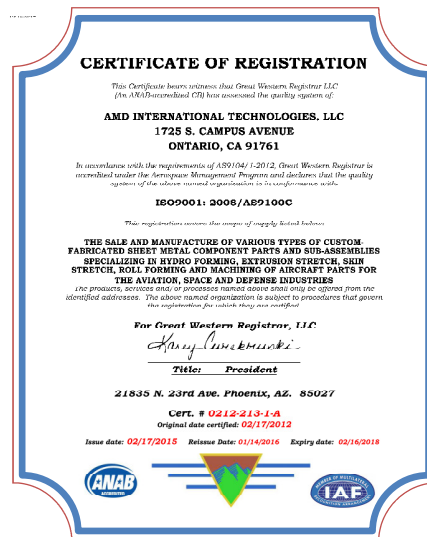 CERTIFICATE OF REGISTRATION
This Certificate bears witness that Great Western Registrar LLC
(An ANAB-accredited CB) has assessed the quality system of:
AMD INTERNATIONAL TECHNOLOGIES, LLC
1725 S. CAMPUS AVENUE
ONTARIO, CA 91761
In accordance with the requirements of AS9104/1-2012, Great Western Registrar is
accredited under the Aerospace Management Program and declares that the quality
system of the above named organization is in conformance with:
ISO9001: 2008/AS9100C
This registration covers the scope of supply listed below:
THE SALE AND MANUFACTURE OF VARIOUS TYPES OF CUSTOM-
FABRICATED SHEET METAL COMPONENT PARTS AND SUB-ASSEMBLIES
SPECIALIZING IN HYDRO FORMING, EXTRUSION STRETCH, SKIN
STRETCH, ROLL FORMING AND MACHINING OF AIRCRAFT PARTS FOR
THE AVIATION, SPACE AND DEFENSE INDUSTRIES
The products, services and/or processes named above shall only be offered from the
identified addresses. The above named organization is subject to procedures that govern
the registration for which they are certified.
For Great Western Registrar, LLC
Title: President
21835 N. 23rd Ave. Phoenix, AZ. 85027
Cert. # 0212-213-1-A
Original date certified: 02/17/2012
Issue date: 02/17/2015 Reissue Date: 01/14/2016 Expiry date: 02/16/2018
ANAB
ACCREDITED
MEMBER OF MULTILATERAL
RECOGNITION ARRANGEMENT
IAF